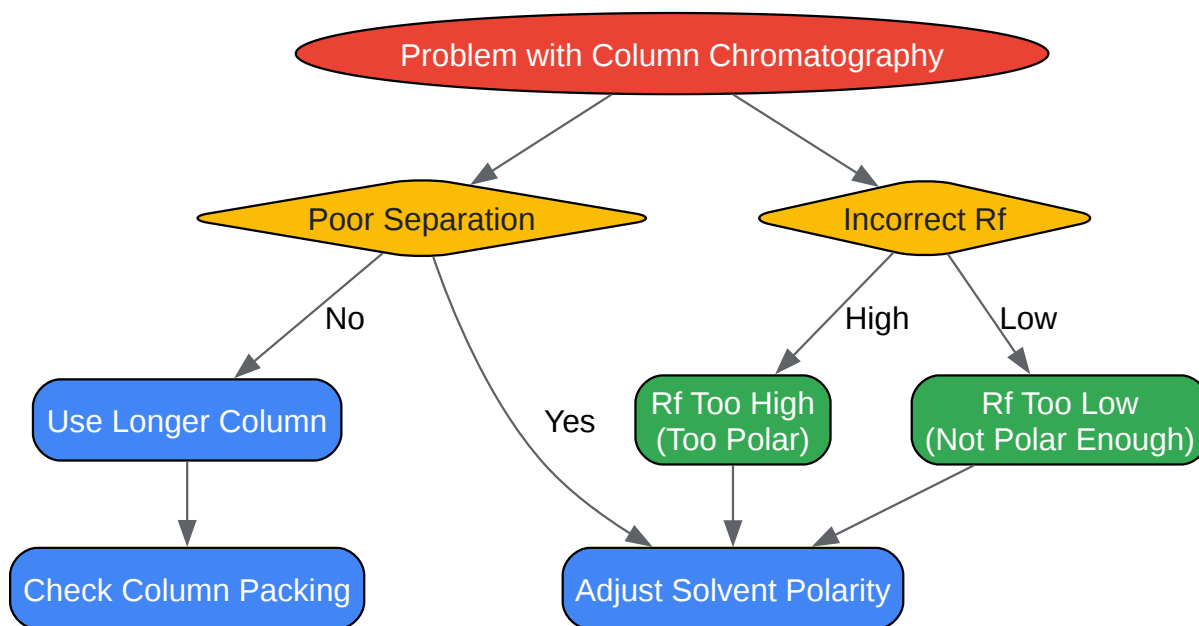 Problem with Column Chromatography
Poor Separation
Incorrect Rf
No
High
Low
Use Longer Column
Yes
Rf Too High
(Too Polar)
Rf Too Low
(Not Polar Enough)
Check Column Packing
Adjust Solvent Polarity